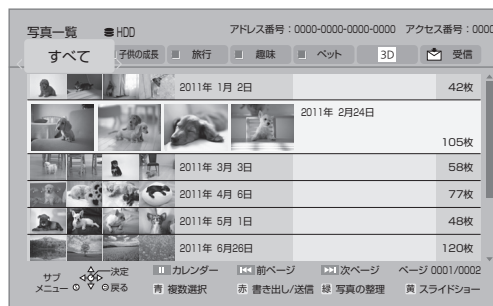 写真一覧 HDD アドレス番号：0000-0000-0000-0000 アクセス番号：0000
すべて 子供の成長 旅行 趣味 ペット 3D 受信
2011年 1月 2日 42枚
2011年 2月24日
105枚
2011年 3月 3日 58枚
2011年 4月 6日 77枚
2011年 5月 1日 48枚
2011年 6月26日 120枚
サブメニュー 決定 戻る
カレンダー 前ページ 次ページ ページ 0001/0002
青 複数選択 赤 書き出し/送信 緑 写真の整理 黄 スライドショー